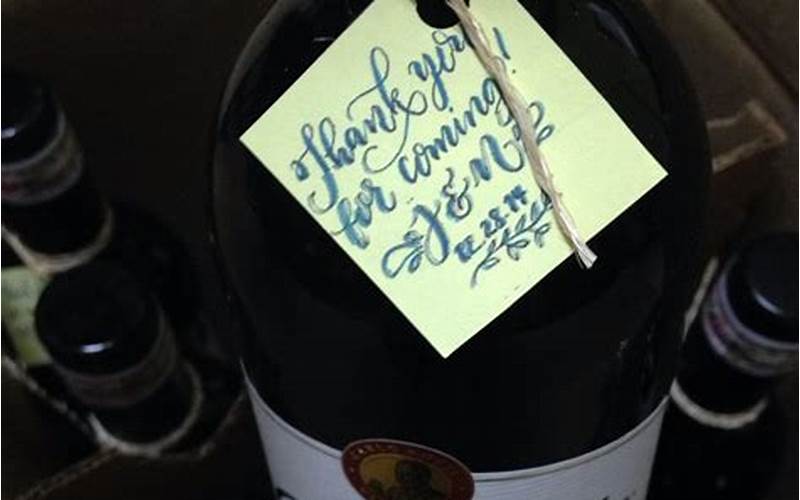 Thank you!
for coming!
J & N
12.28.14